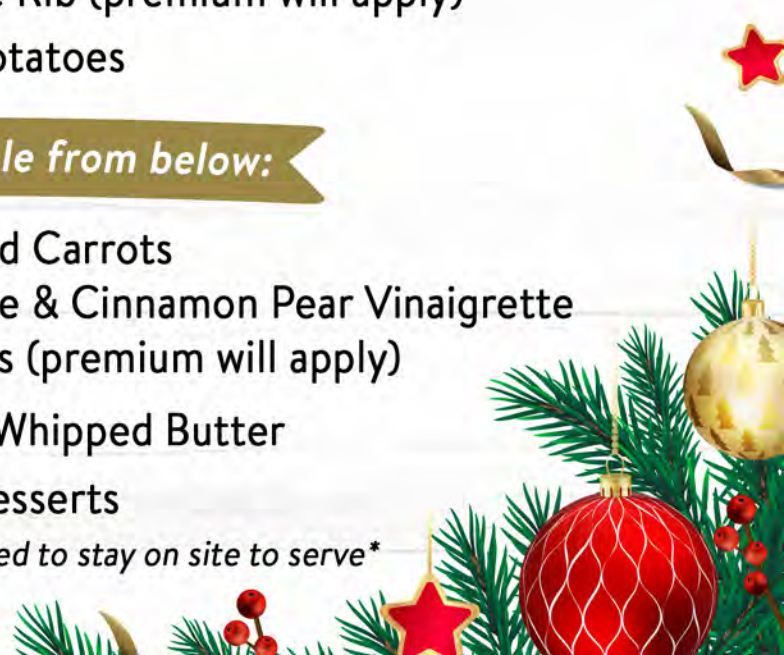 Rib (premium will apply)
otatoes
le from below:
d Carrots
e & Cinnamon Pear Vinaigrette
s (premium will apply)
Whipped Butter
esserts
ed to stay on site to serve*